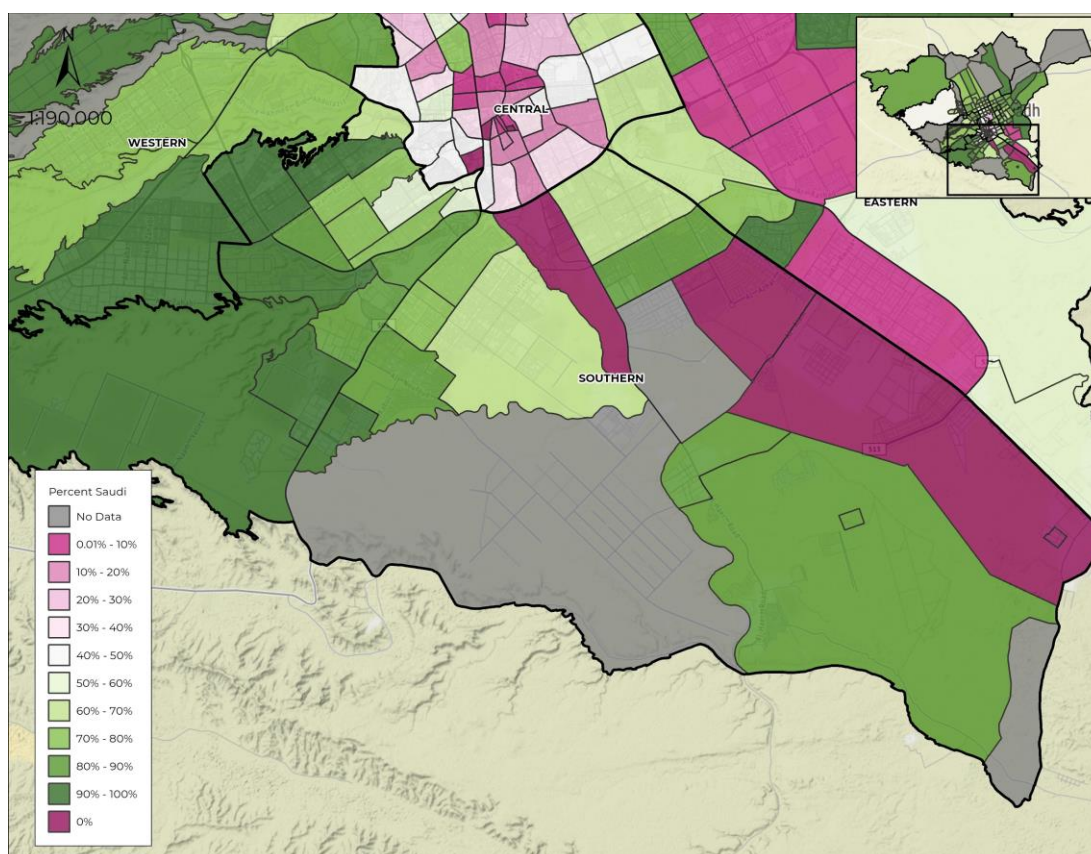 N
1:190,000
WESTERN
CENTRAL
EASTERN
SOUTHERN
513
Percent Saudi
No Data
0.01% - 10%
10% - 20%
20% - 30%
30% - 40%
40% - 50%
50% - 60%
60% - 70%
70% - 80%
80% - 90%
90% - 100%
0%